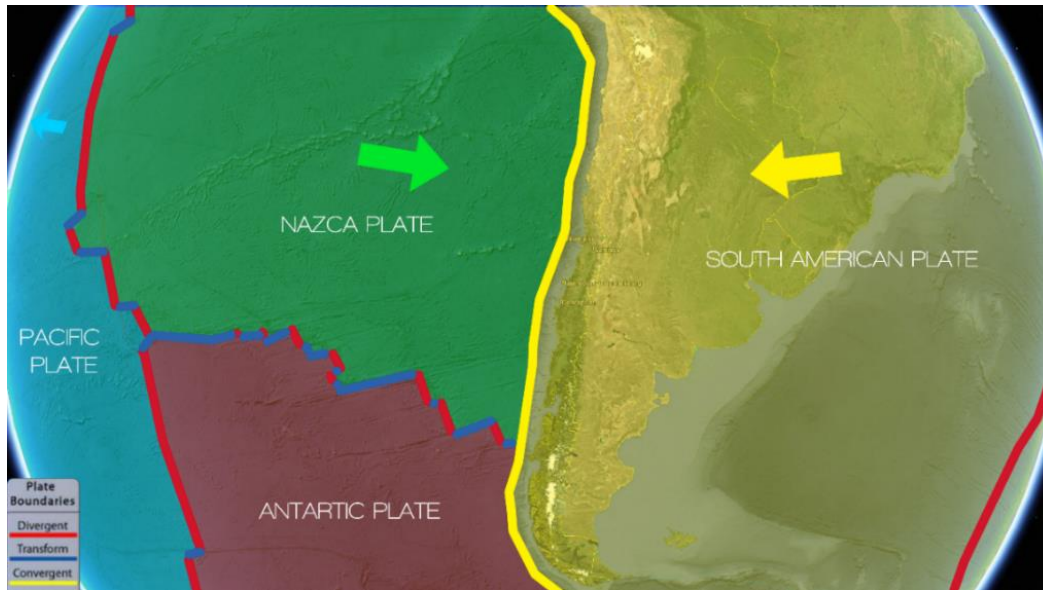 NAZCA PLATE
SOUTH AMERICAN PLATE
PACIFIC
PLATE
ANTARTIC PLATE
Plate
Boundaries
Divergent
Transform
Convergent